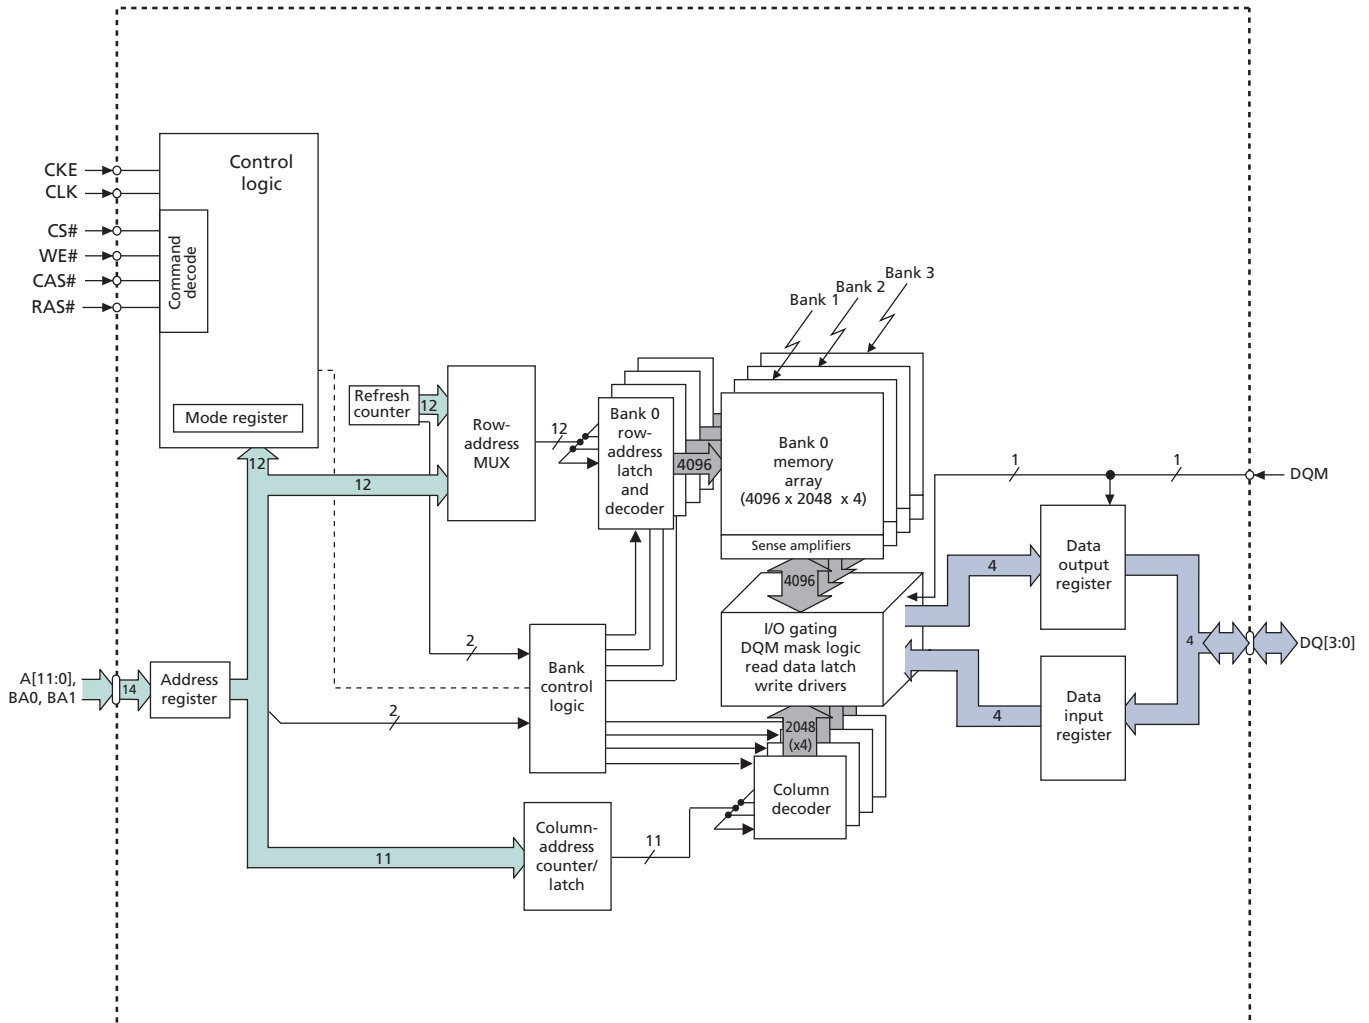 Control
logic
CKE
CLK
CS#
WE#
CAS#
RAS#
Command
decode
Mode register
Bank 3
Bank 2
Bank 1
Refresh
counter
12
Row-
address
MUX
12
Bank 0
row-
address
latch
and
decoder
4096
Bank 0
memory
array
(4096 x 2048 x 4)
Sense amplifiers
12
12
1
1
DQM
4096
Data
output
register
4
I/O gating
DQM mask logic
read data latch
write drivers
4
DQ[3:0]
2
Bank
control
logic
A[11:0],
BA0, BA1
14
Address
register
2
Data
input
register
4
2048
(x4)
Column
decoder
Column-
address
counter/
latch
11
11